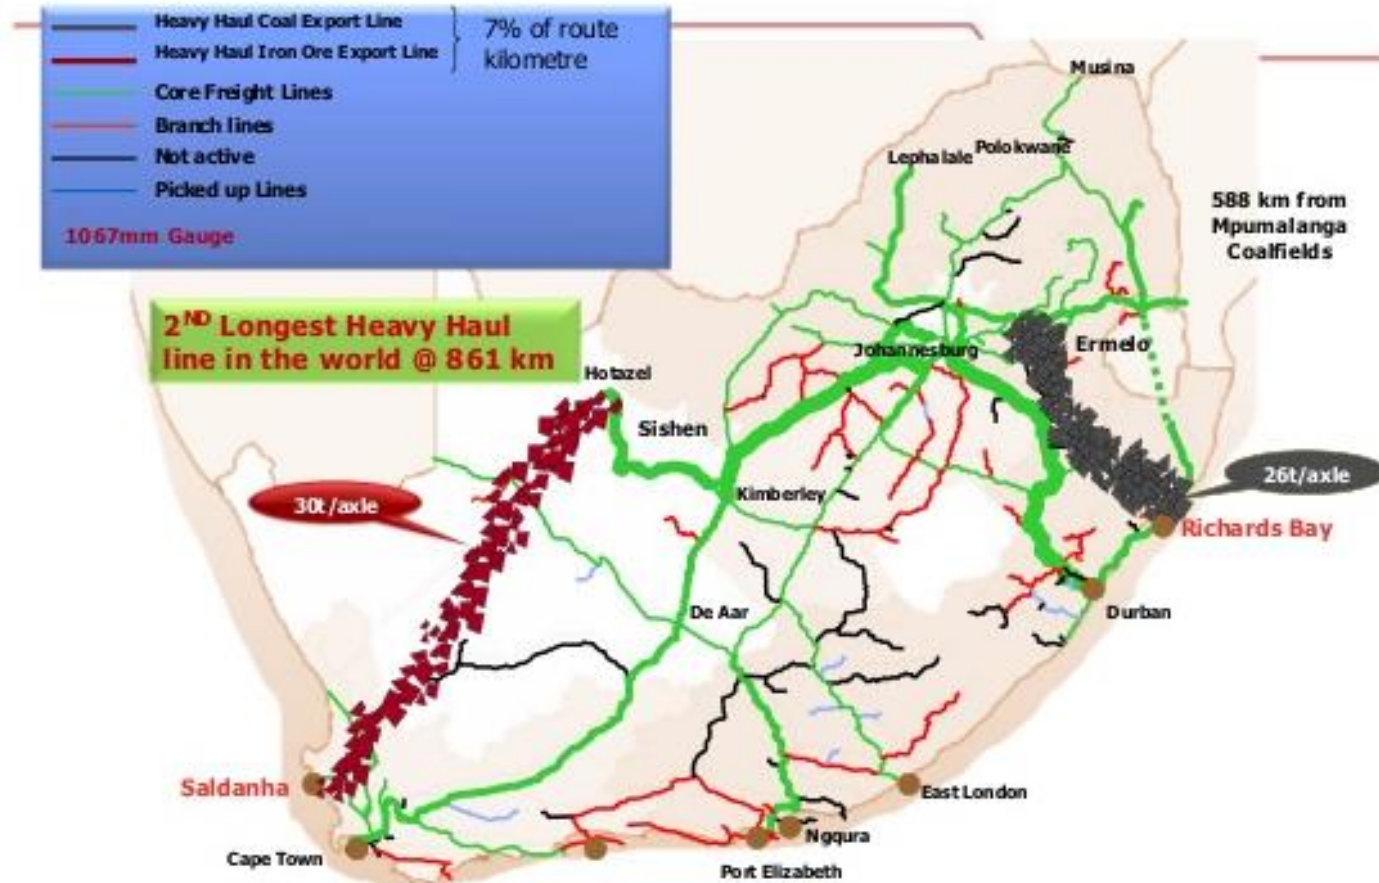 Heavy Haul Coal Export Line
Heavy Haul Iron Ore Export Line
7% of route
kilometre
Core Freight Lines
Branch lines
Not active
Picked up Lines
1067mm Gauge
2ND Longest Heavy Haul
line in the world @ 861 km
Musina
Polokwane
Lephalale
588 km from
Mpumalanga
Coalfields
Johannesburg
Ermelo
Hotazel
Sishen
Kimberley
30t/axle
26t/axle
Richards Bay
De Aar
Durban
Saldanha
East London
Ngqura
Cape Town
Port Elizabeth